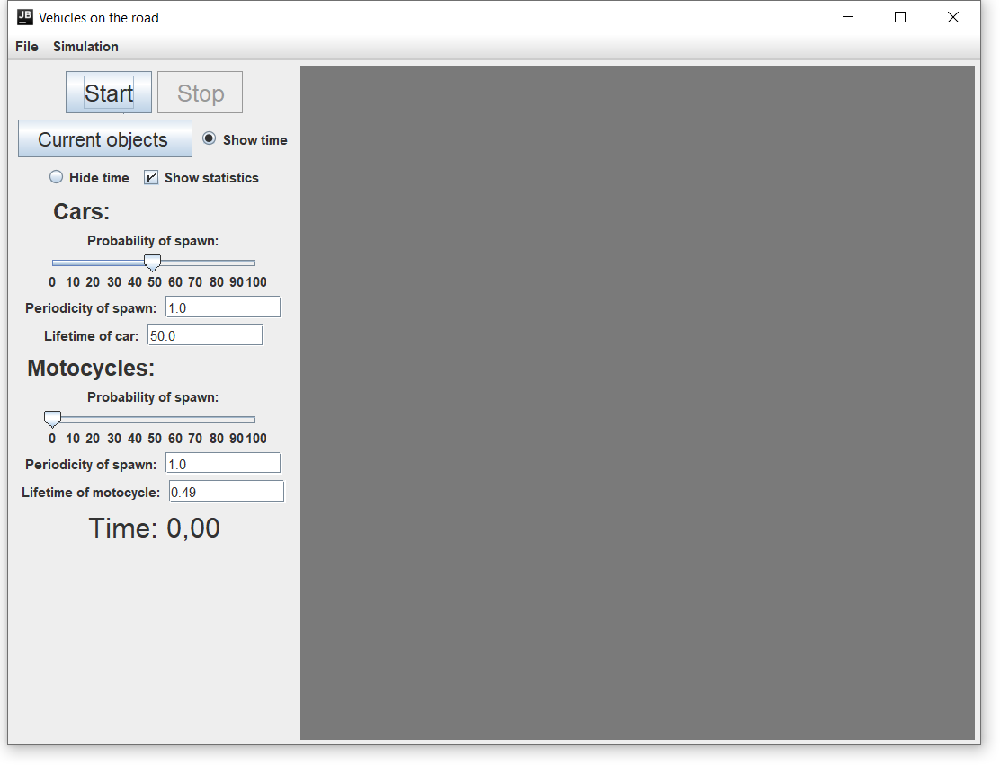 JB Vehicles on the road
File Simulation
Start Stop
Current objects Show time
Hide time Show statistics
Cars:
Probability of spawn:
0 10 20 30 40 50 60 70 80 90 100
Periodicity of spawn: 1.0
Lifetime of car: 50.0
Motocycles:
Probability of spawn:
0 10 20 30 40 50 60 70 80 90 100
Periodicity of spawn: 1.0
Lifetime of motocycle: 0.49
Time: 0,00